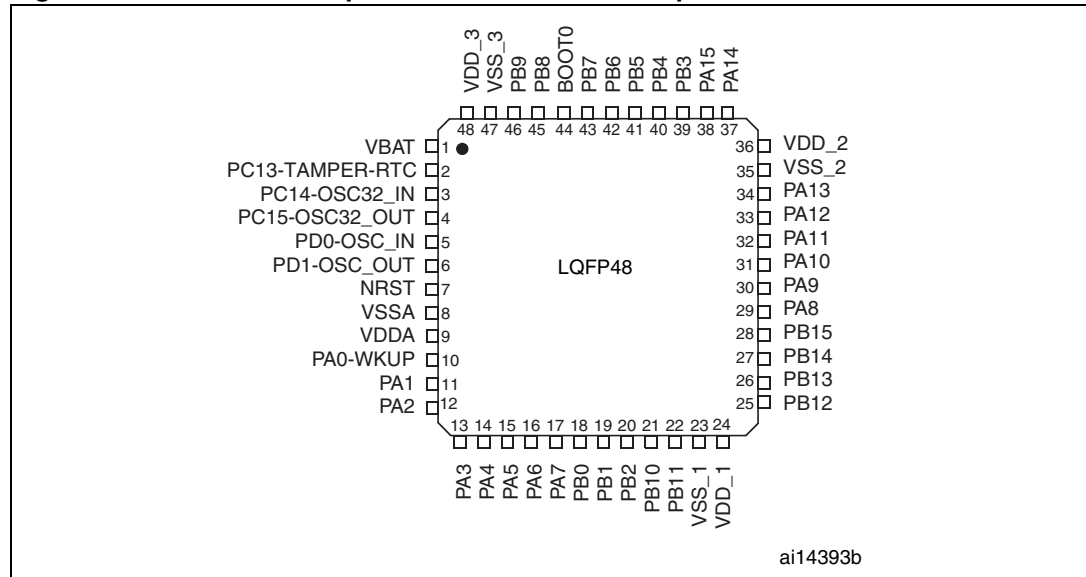 VDD_3
VSS_3
PB9
PB8
BOOT0
PB7
PB6
PB5
PB4
PB3
PA15
PA14
48 47 46 45 44 43 42 41 40 39 38 37
VBAT 1
PC13-TAMPER-RTC 2
PC14-OSC32_IN 3
PC15-OSC32_OUT 4
PD0-OSC_IN 5
PD1-OSC_OUT 6
NRST 7
VSSA 8
VDDA 9
PA0-WKUP 10
PA1 11
PA2 12
LQFP48
36 VDD_2
35 VSS_2
34 PA13
33 PA12
32 PA11
31 PA10
30 PA9
29 PA8
28 PB15
27 PB14
26 PB13
25 PB12
13 14 15 16 17 18 19 20 21 22 23 24
PA3
PA4
PA5
PA6
PA7
PB0
PB1
PB2
PB10
PB11
VSS_1
VDD_1
ai14393b